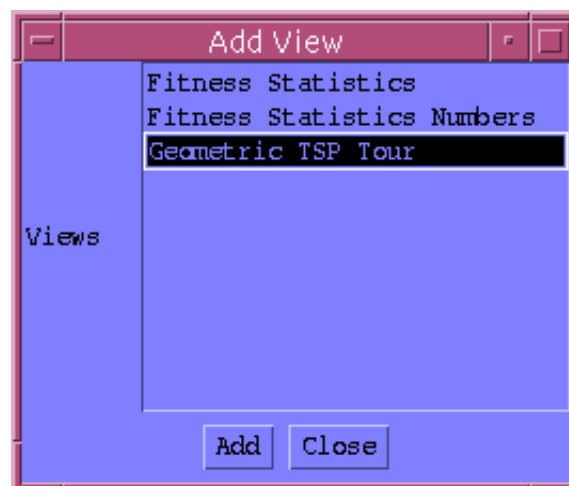 Add View
Fitness Statistics
Fitness Statistics Numbers
Geometric TSP Tour
Views
Add Close